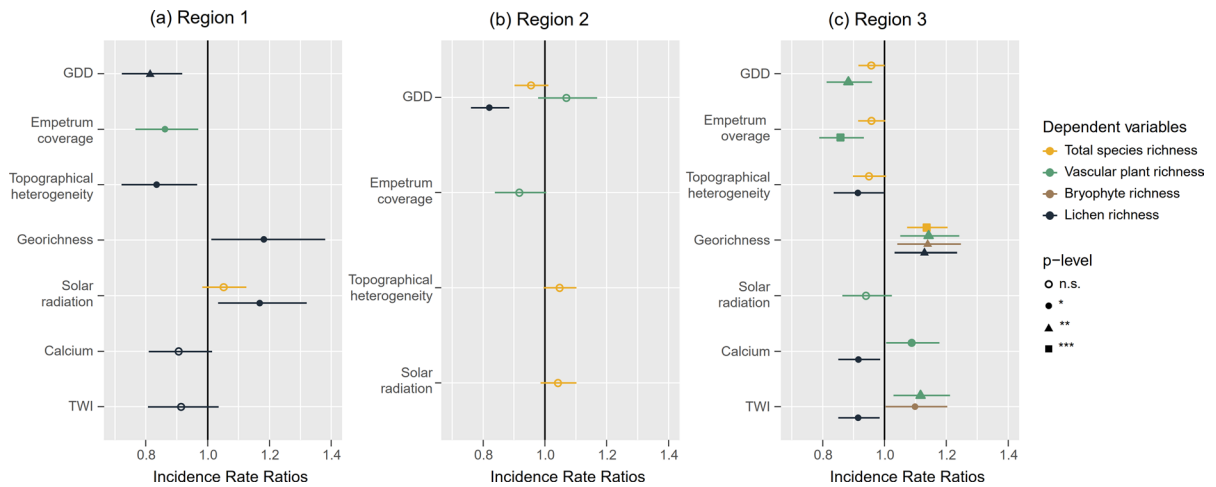 (a) Region 1
GDD
Empetrum
coverage
Topographical
heterogeneity
Georichness
Solar
radiation
Calcium
TWI
0.8 1.0 1.2 1.4
Incidence Rate Ratios
(b) Region 2
GDD
Empetrum
coverage
Topographical
heterogeneity
Solar
radiation
0.8 1.0 1.2 1.4
Incidence Rate Ratios
(c) Region 3
GDD
Empetrum
overage
Topographical
heterogeneity
Georichness
Solar
radiation
Calcium
TWI
0.8 1.0 1.2 1.4
Incidence Rate Ratios
Dependent variables
Total species richness
Vascular plant richness
Bryophyte richness
Lichen richness
p−level
n.s.
*
**
***